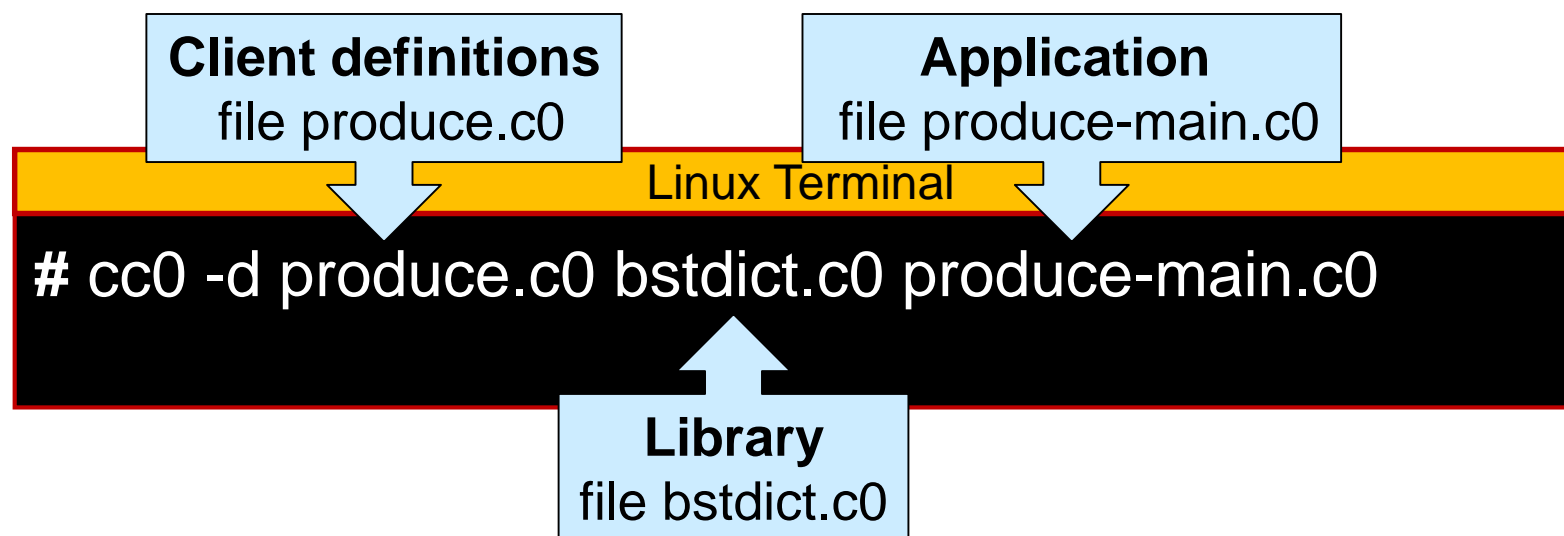 Client definitions
file produce.c0
Application
file produce-main.c0
Linux Terminal
# cc0 -d produce.c0 bstdict.c0 produce-main.c0
Library
file bstdict.c0